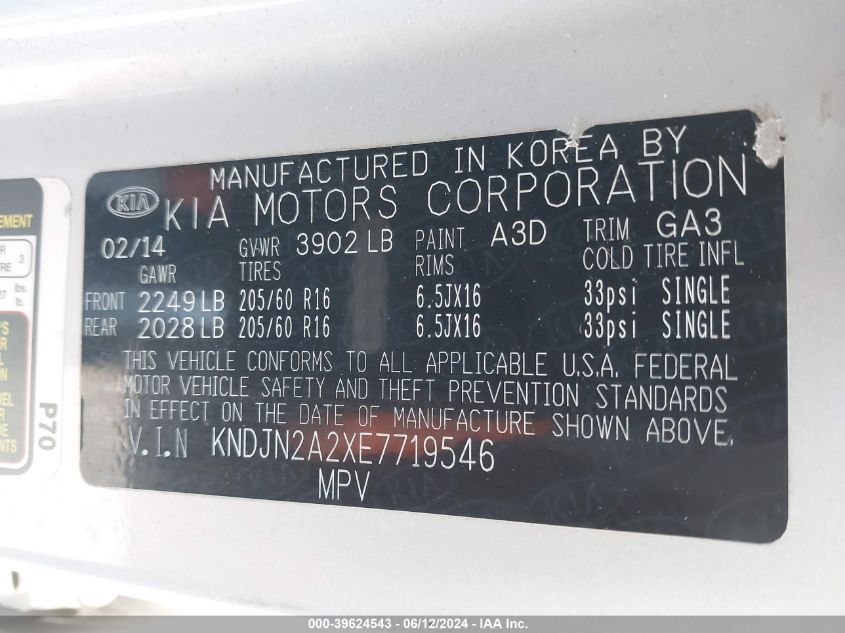 MANUFACTURED IN KOREA BY
KIA KIA MOTORS CORPORATION
02/14 GVWR 3902 LB PAINT A3D TRIM GA3
GAWR TIRES RIMS COLD TIRE INFL
FRONT 2249 LB 205/60 R16 6.5JX16 33psi SINGLE
REAR 2028 LB 205/60 R16 6.5JX16 33psi SINGLE
THIS VEHICLE CONFORMS TO ALL APPLICABLE U.S.A. FEDERAL
MOTOR VEHICLE SAFETY AND THEFT PREVENTION STANDARDS
IN EFFECT ON THE DATE OF MANUFACTURE SHOWN ABOVE.
V.I.N KNDJN2A2XE7719546
MPV
P70
000-39624543 - 06/12/2024 - IAA Inc.